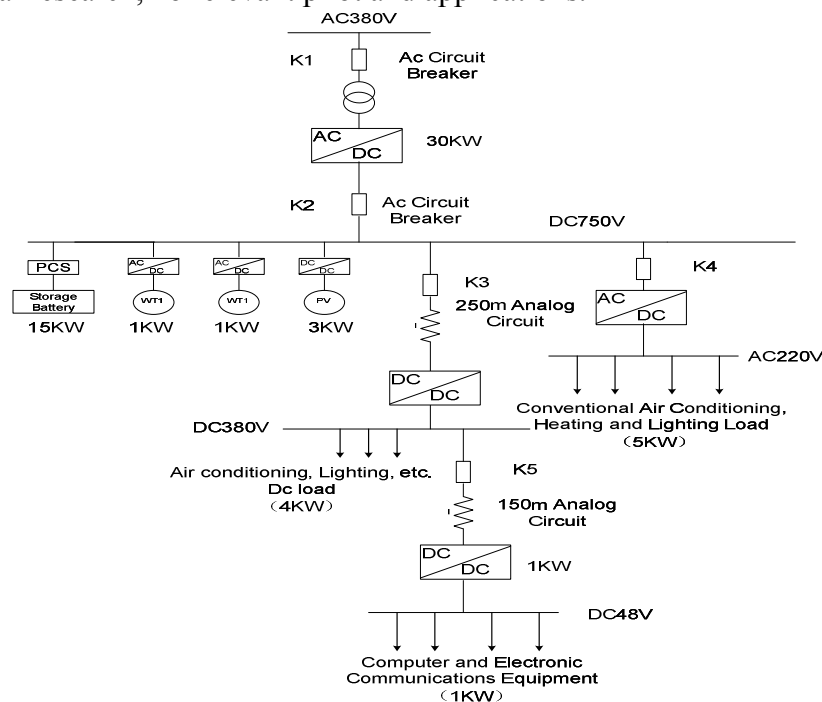 AC380V
K1
Ac Circuit
Breaker
AC
DC
30KW
K2
Ac Circuit
Breaker
DC750V
PCS
Storage
Battery
15KW
AC
DC
WT1
1KW
AC
DC
WT1
1KW
DC
DC
PV
3KW
K3
250m Analog
Circuit
DC
DC
K4
AC
DC
AC220V
Conventional Air Conditioning,
Heating and Lighting Load
(5KW)
DC380V
Air conditioning, Lighting, etc.
Dc load
(4KW)
K5
150m Analog
Circuit
DC
DC
1KW
DC48V
Computer and Electronic
Communications Equipment
(1KW)